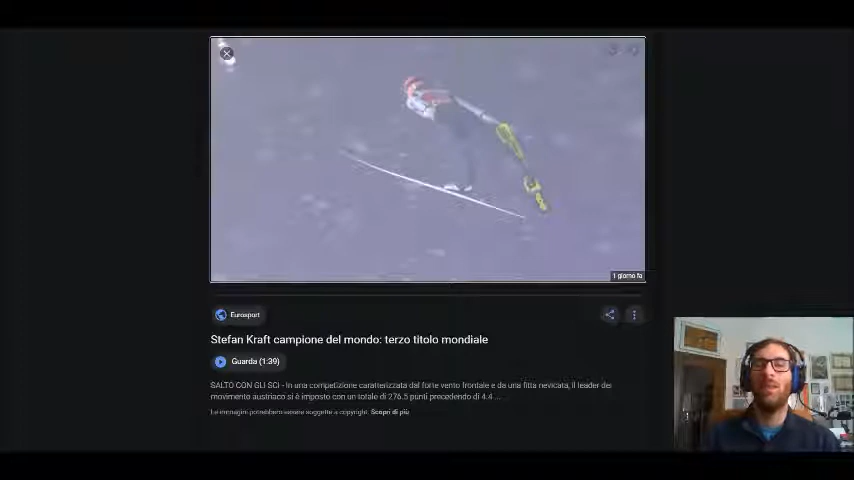 1 giorno fa
Eurosport
Stefan Kraft campione del mondo: terzo titolo mondiale
Guarda (1:39)
SALTO CON GLI SCI - In una competizione caratterizzata dal forte vento frontale e da una fitta nevicata, il leader del
movimento austriaco si è imposto con un totale di 276.5 punti precedendo di 4.4 ...
Le immagini potrebbero essere soggette a copyright. Scopri di più